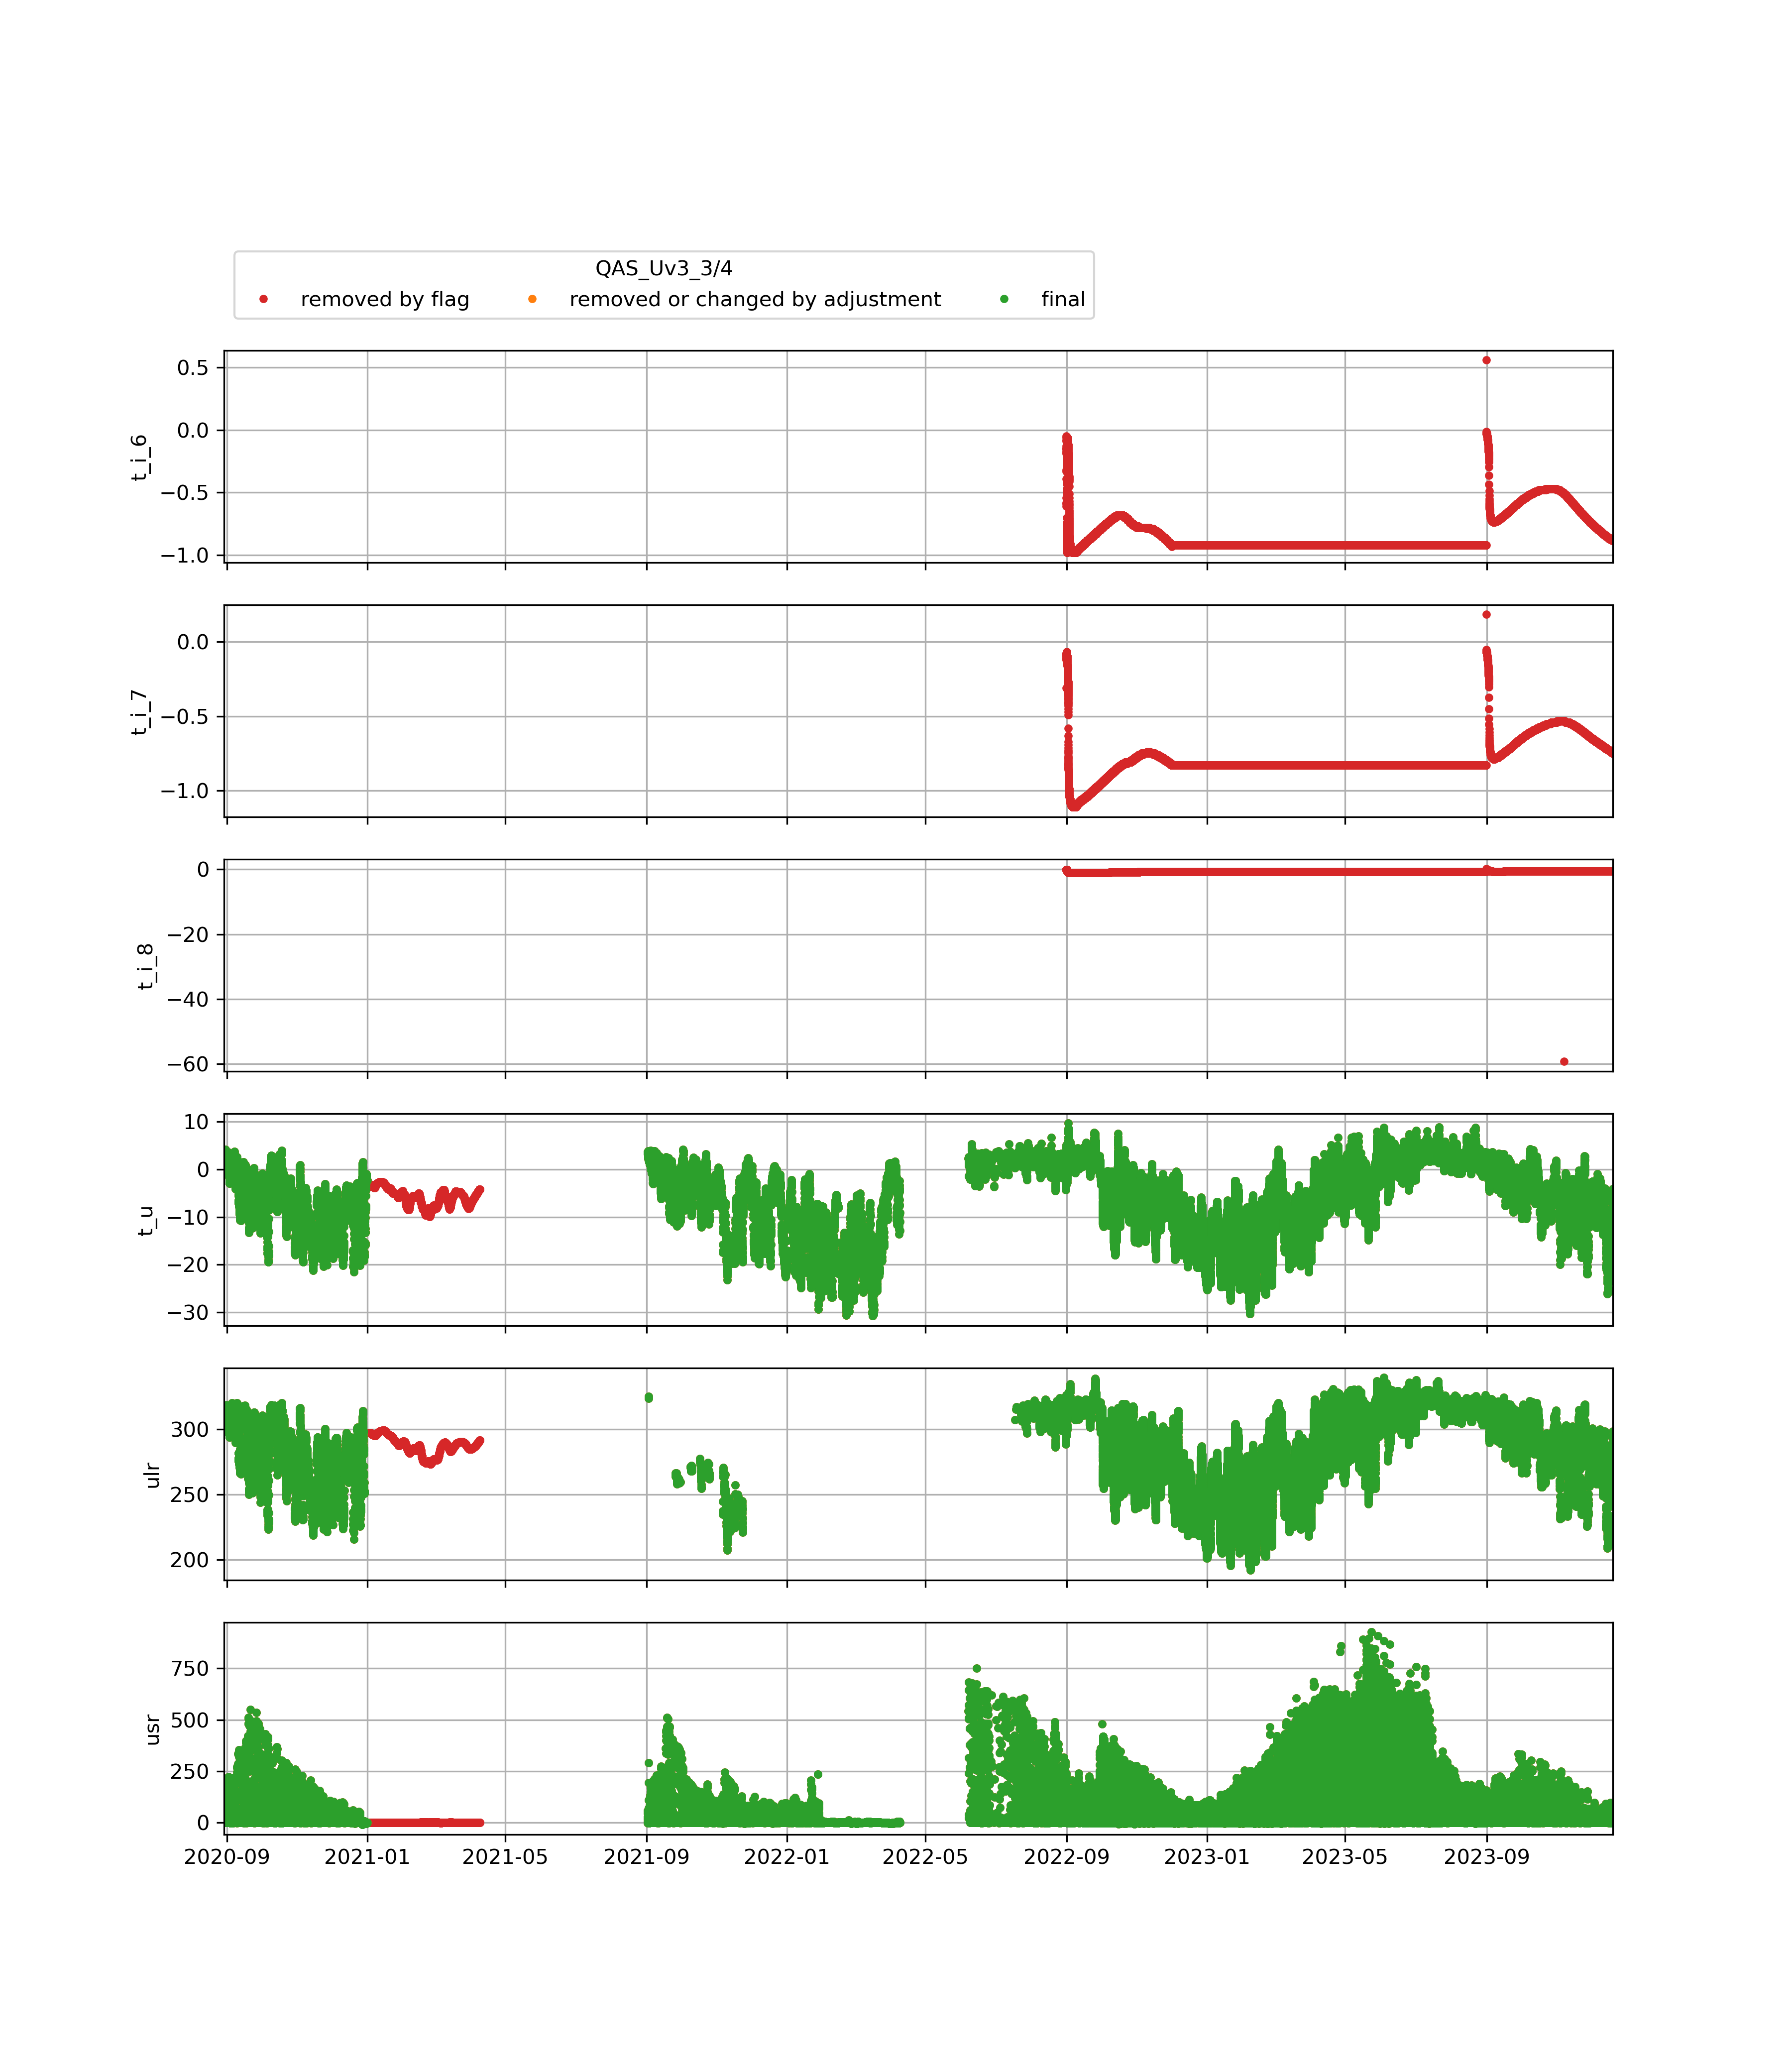 QAS_Uv3_3/4
removed by flag removed or changed by adjustment final
0.5
0.0
−0.5
−1.0
t_i_6
0.0
−0.5
−1.0
t_i_7
0
−20
−40
−60
t_i_8
10
0
−10
−20
−30
t_u
300
250
200
ulr
750
500
250
0
usr
2020-09 2021-01 2021-05 2021-09 2022-01 2022-05 2022-09 2023-01 2023-05 2023-09